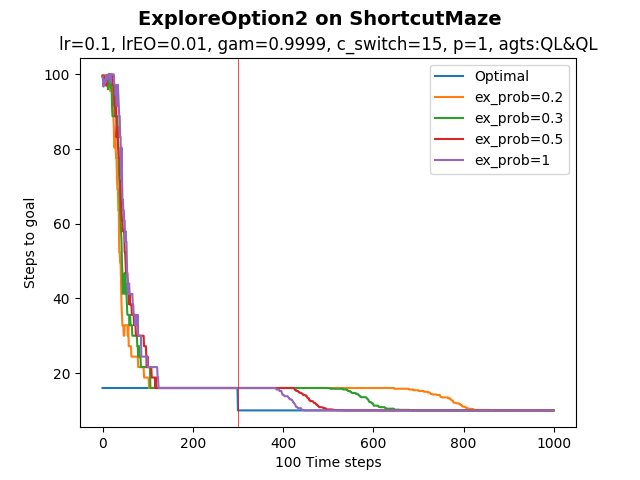 ExploreOption2 on ShortcutMaze
lr=0.1, lrEO=0.01, gam=0.9999, c_switch=15, p=1, agts:QL&QL
Optimal
ex_prob=0.2
ex_prob=0.3
ex_prob=0.5
ex_prob=1
Steps to goal
100
80
60
40
20
0
200
400
600
800
1000
100 Time steps